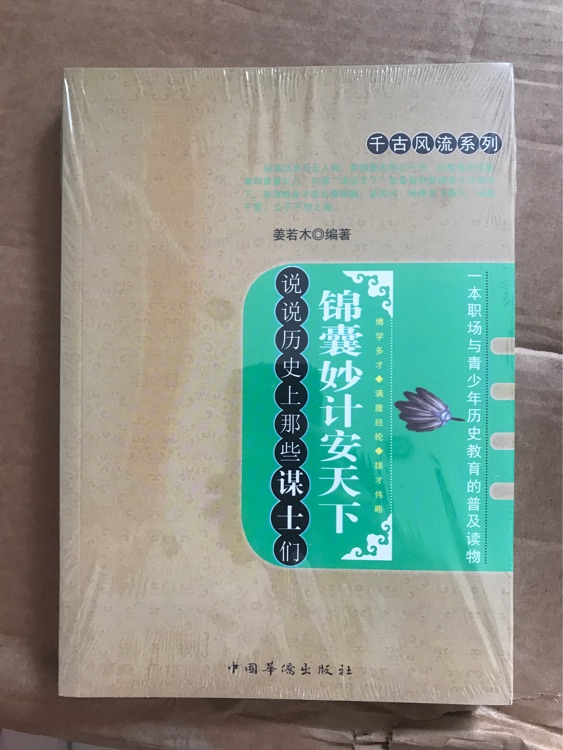 千古风流系列
姜若木◎编著
一本职场与青少年历史教育的普及读物
博学多才◆满腹经纶◆雄才伟略
锦囊妙计安天下
说说历史上那些谋士们
中国华侨出版社